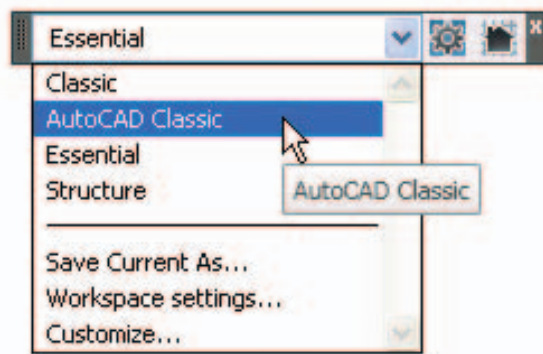 Essential
Classic
AutoCAD Classic
Essential
Structure
AutoCAD Classic
Save Current As...
Workspace settings...
Customize...